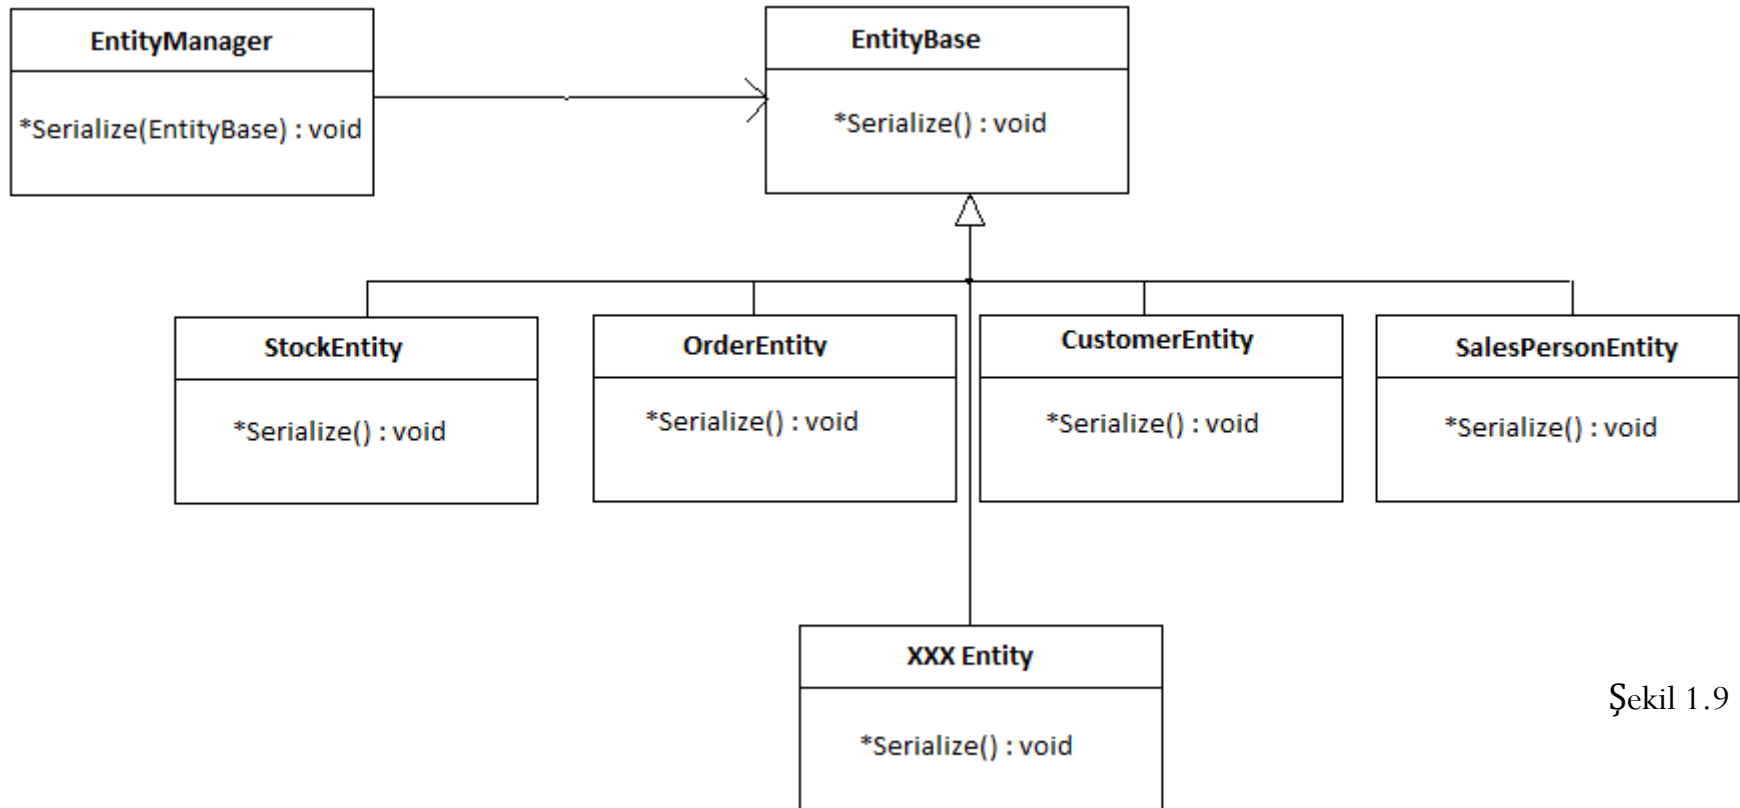 EntityManager
*Serialize(EntityBase) : void
EntityBase
*Serialize() : void
StockEntity
*Serialize() : void
OrderEntity
*Serialize() : void
CustomerEntity
*Serialize() : void
SalesPersonEntity
*Serialize() : void
XXX Entity
*Serialize() : void
Şekil 1.9